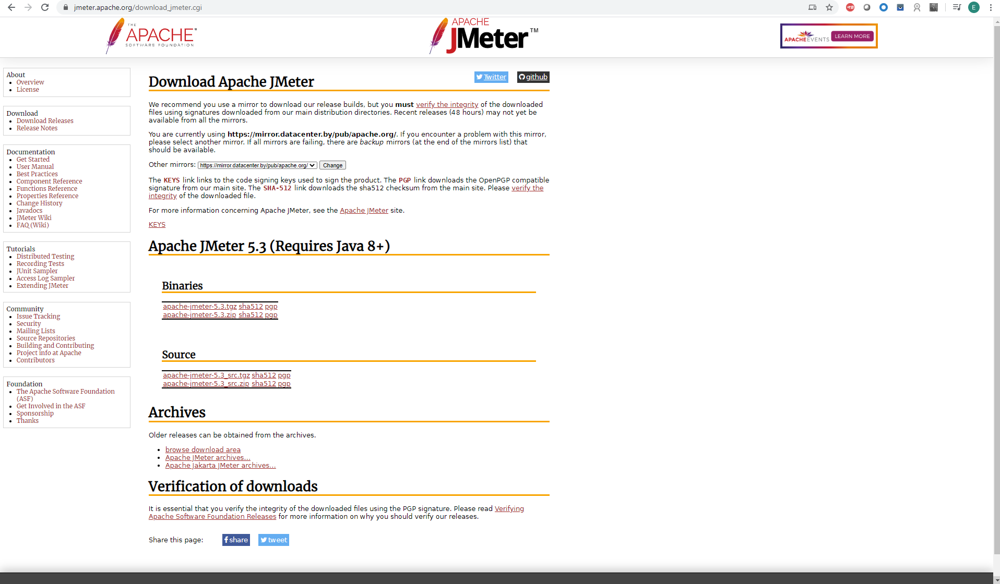 jmeter.apache.org/download_jmeter.cgi
E
THE
APACHE™
SOFTWARE FOUNDATION
APACHE
JMeter™
APACHEEVENTS LEARN MORE
About
Overview
License
Download
Download Releases
Release Notes
Documentation
Get Started
User Manual
Best Practices
Component Reference
Functions Reference
Properties Reference
Change History
Javadocs
JMeter Wiki
FAQ (Wiki)
Tutorials
Distributed Testing
Recording Tests
JUnit Sampler
Access Log Sampler
Extending JMeter
Community
Issue Tracking
Security
Mailing Lists
Source Repositories
Building and Contributing
Project info at Apache
Contributors
Foundation
The Apache Software Foundation
(ASF)
Get Involved in the ASF
Sponsorship
Thanks
Twitter github
Download Apache JMeter
We recommend you use a mirror to download our release builds, but you must verify the integrity of the downloaded
files using signatures downloaded from our main distribution directories. Recent releases (48 hours) may not yet be
available from all the mirrors.
You are currently using https://mirror.datacenter.by/pub/apache.org/. If you encounter a problem with this mirror,
please select another mirror. If all mirrors are failing, there are backup mirrors (at the end of the mirrors list) that
should be available.
Other mirrors: https://mirror.datacenter.by/pub/apache.org/ Change
The KEYS link links to the code signing keys used to sign the product. The PGP link downloads the OpenPGP compatible
signature from our main site. The SHA-512 link downloads the sha512 checksum from the main site. Please verify the
integrity of the downloaded file.
For more information concerning Apache JMeter, see the Apache JMeter site.
KEYS
Apache JMeter 5.3 (Requires Java 8+)
Binaries
apache-jmeter-5.3.tgz sha512 pgp
apache-jmeter-5.3.zip sha512 pgp
Source
apache-jmeter-5.3_src.tgz sha512 pgp
apache-jmeter-5.3_src.zip sha512 pgp
Archives
Older releases can be obtained from the archives.
browse download area
Apache JMeter archives...
Apache Jakarta JMeter archives...
Verification of downloads
It is essential that you verify the integrity of the downloaded files using the PGP signature. Please read Verifying
Apache Software Foundation Releases for more information on why you should verify our releases.
Share this page: share tweet